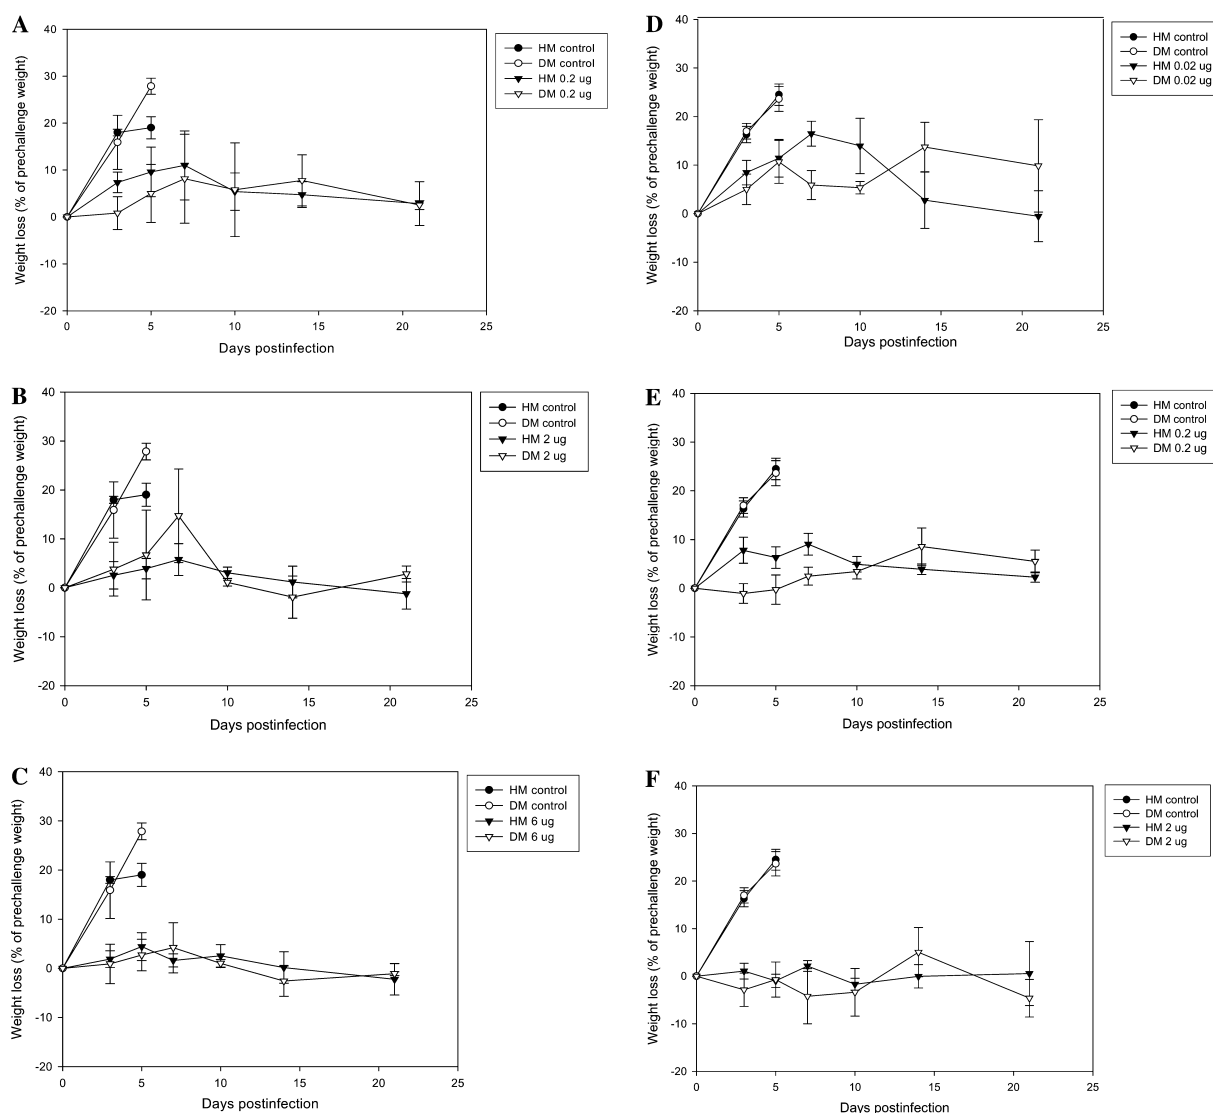 A
Weight loss (% of prechallenge weight)
40
30
20
10
0
-10
-20
0 5 10 15 20 25
Days postinfection
HM control
DM control
HM 0.2 ug
DM 0.2 ug
D
Weight loss (% of prechallenge weight)
40
30
20
10
0
-10
-20
0 5 10 15 20 25
Days postinfection
HM control
DM control
HM 0.02 ug
DM 0.02 ug
B
Weight loss (% of prechallenge weight)
40
30
20
10
0
-10
-20
0 5 10 15 20 25
Days postinfection
HM control
DM control
HM 2 ug
DM 2 ug
E
Weight loss (% of prechallenge weight)
40
30
20
10
0
-10
-20
0 5 10 15 20 25
Days postinfection
HM control
DM control
HM 0.2 ug
DM 0.2 ug
C
Weight loss (% of prechallenge weight)
40
30
20
10
0
-10
-20
0 5 10 15 20 25
Days postinfection
HM control
DM control
HM 6 ug
DM 6 ug
F
Weight loss (% of prechallenge weight)
40
30
20
10
0
-10
-20
0 5 10 15 20 25
Days postinfection
HM control
DM control
HM 2 ug
DM 2 ug